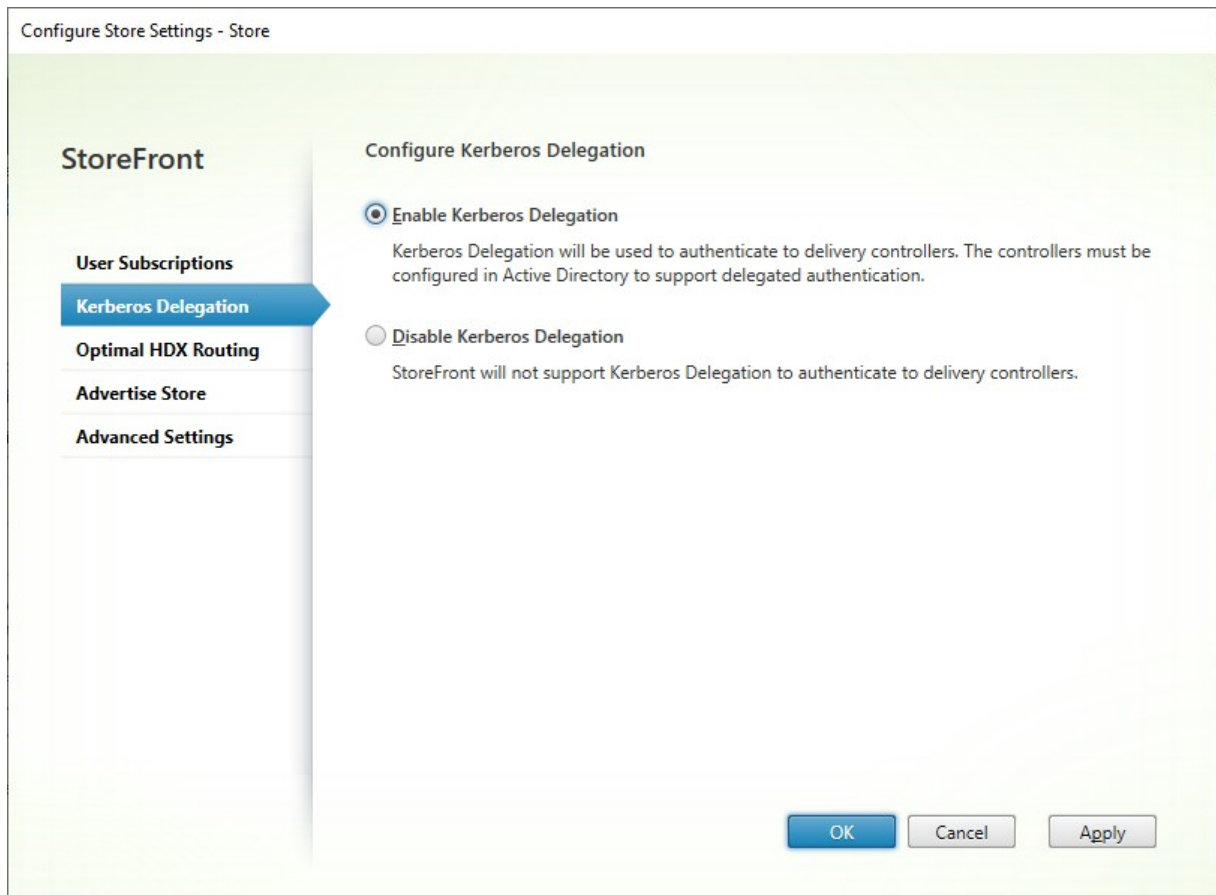 Configure Store Settings - Store
StoreFront
User Subscriptions
Kerberos Delegation
Optimal HDX Routing
Advertise Store
Advanced Settings
Configure Kerberos Delegation
Enable Kerberos Delegation
Kerberos Delegation will be used to authenticate to delivery controllers. The controllers must be
configured in Active Directory to support delegated authentication.
Disable Kerberos Delegation
StoreFront will not support Kerberos Delegation to authenticate to delivery controllers.
OK
Cancel
Apply